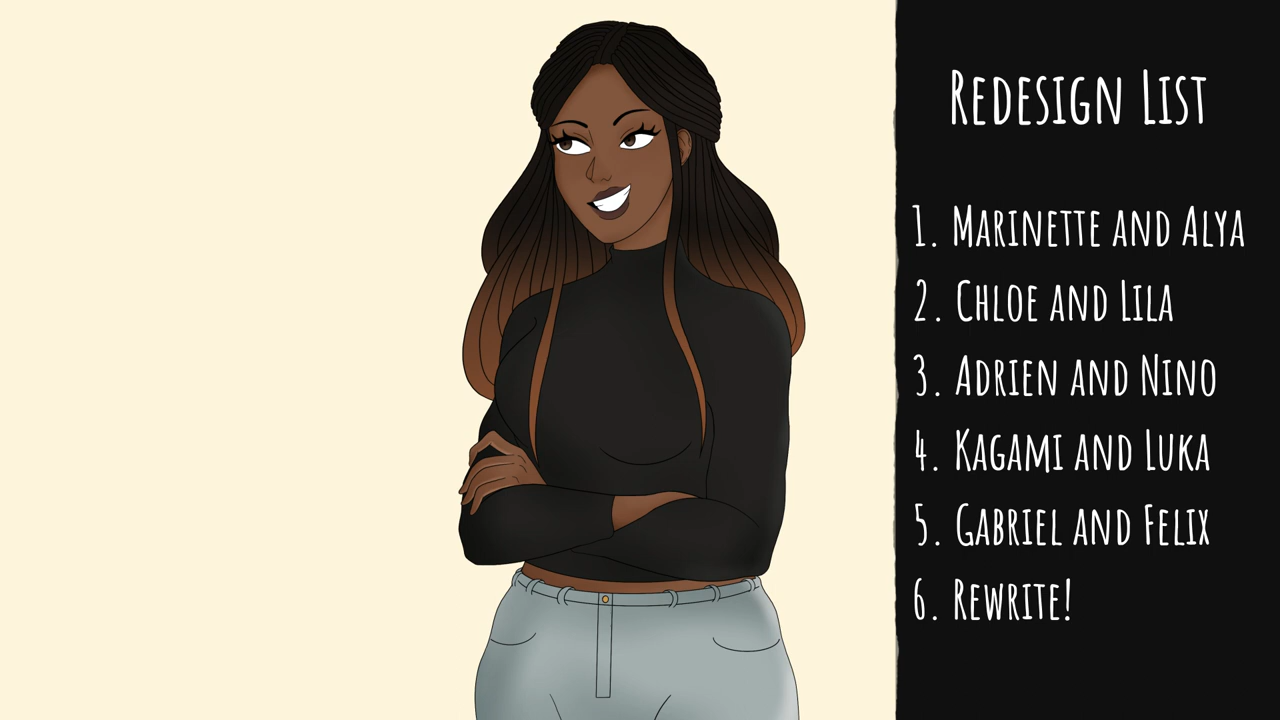 Redesign List
1. Marinette and Alya
2. Chloe and Lila
3. Adrien and Nino
4. Kagami and Luka
5. Gabriel and Felix
6. Rewrite!